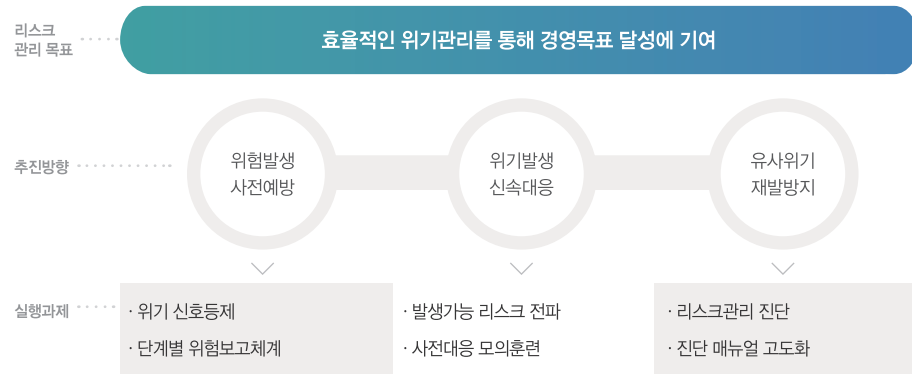 리스크
관리 목표
효율적인 위기관리를 통해 경영목표 달성에 기여
추진방향
위험발생
사전예방
위기발생
신속대응
유사위기
재발방지
실행과제
· 위기 신호등제
· 단계별 위험보고체계
· 발생가능 리스크 전파
· 사전대응 모의훈련
· 리스크관리 진단
· 진단 매뉴얼 고도화